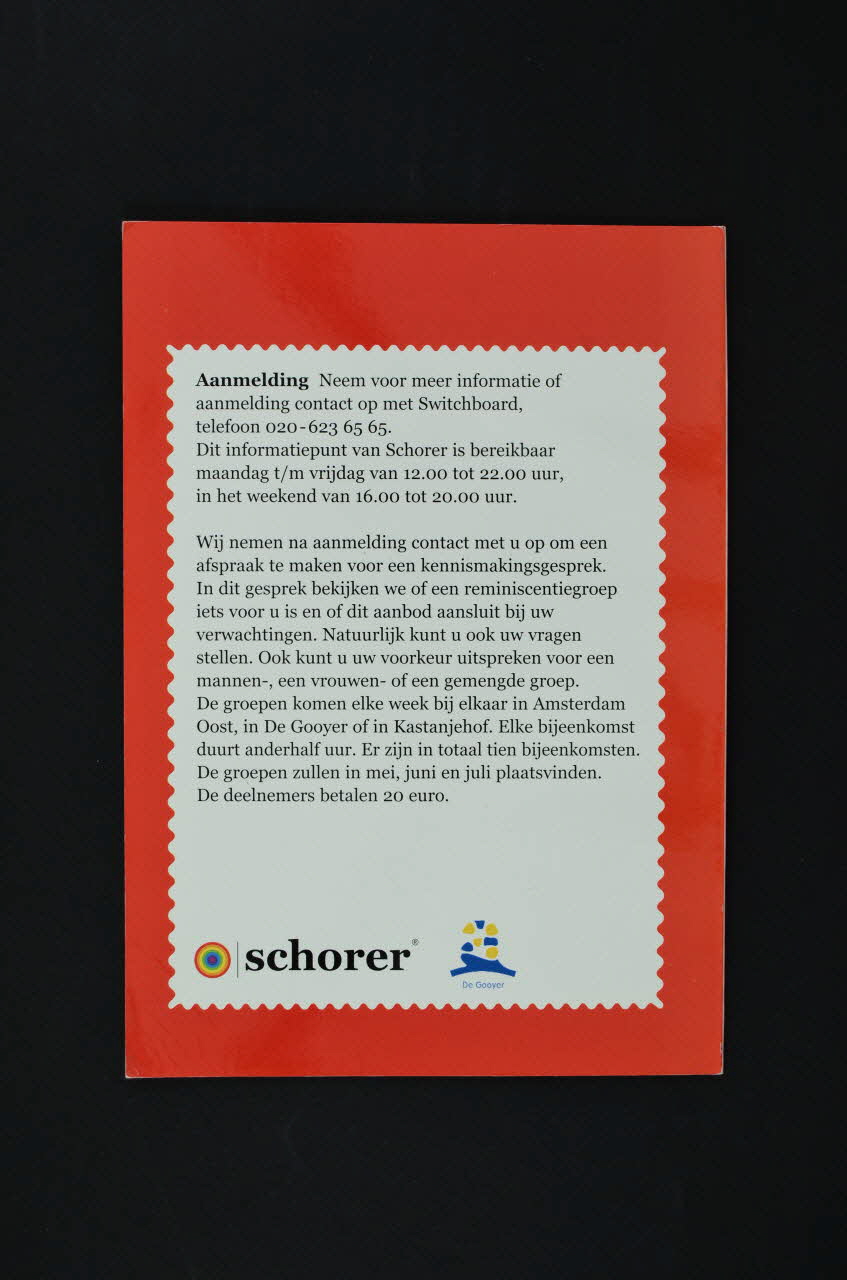 Aanmelding Neem voor meer informatie of
aanmelding contact op met Switchboard,
telefoon 020-623 65 65.
Dit informatiepunt van Schorer is bereikbaar
maandag t/m vrijdag van 12.00 tot 22.00 uur,
in het weekend van 16.00 tot 20.00 uur.
Wij nemen na aanmelding contact met u op om een
afspraak te maken voor een kennismakingsgesprek.
In dit gesprek bekijken we of een reminiscentiegroep
iets voor u is en of dit aanbod aansluit bij uw
verwachtingen. Natuurlijk kunt u ook uw vragen
stellen. Ook kunt u uw voorkeur uitspreken voor een
mannen-, een vrouwen- of een gemengde groep.
De groepen komen elke week bij elkaar in Amsterdam
Oost, in De Gooyer of in Kastanjehof. Elke bijeenkomst
duurt anderhalf uur. Er zijn in totaal tien bijeenkomsten.
De groepen zullen in mei, juni en juli plaatsvinden.
De deelnemers betalen 20 euro.
schorer®
De Gooyer